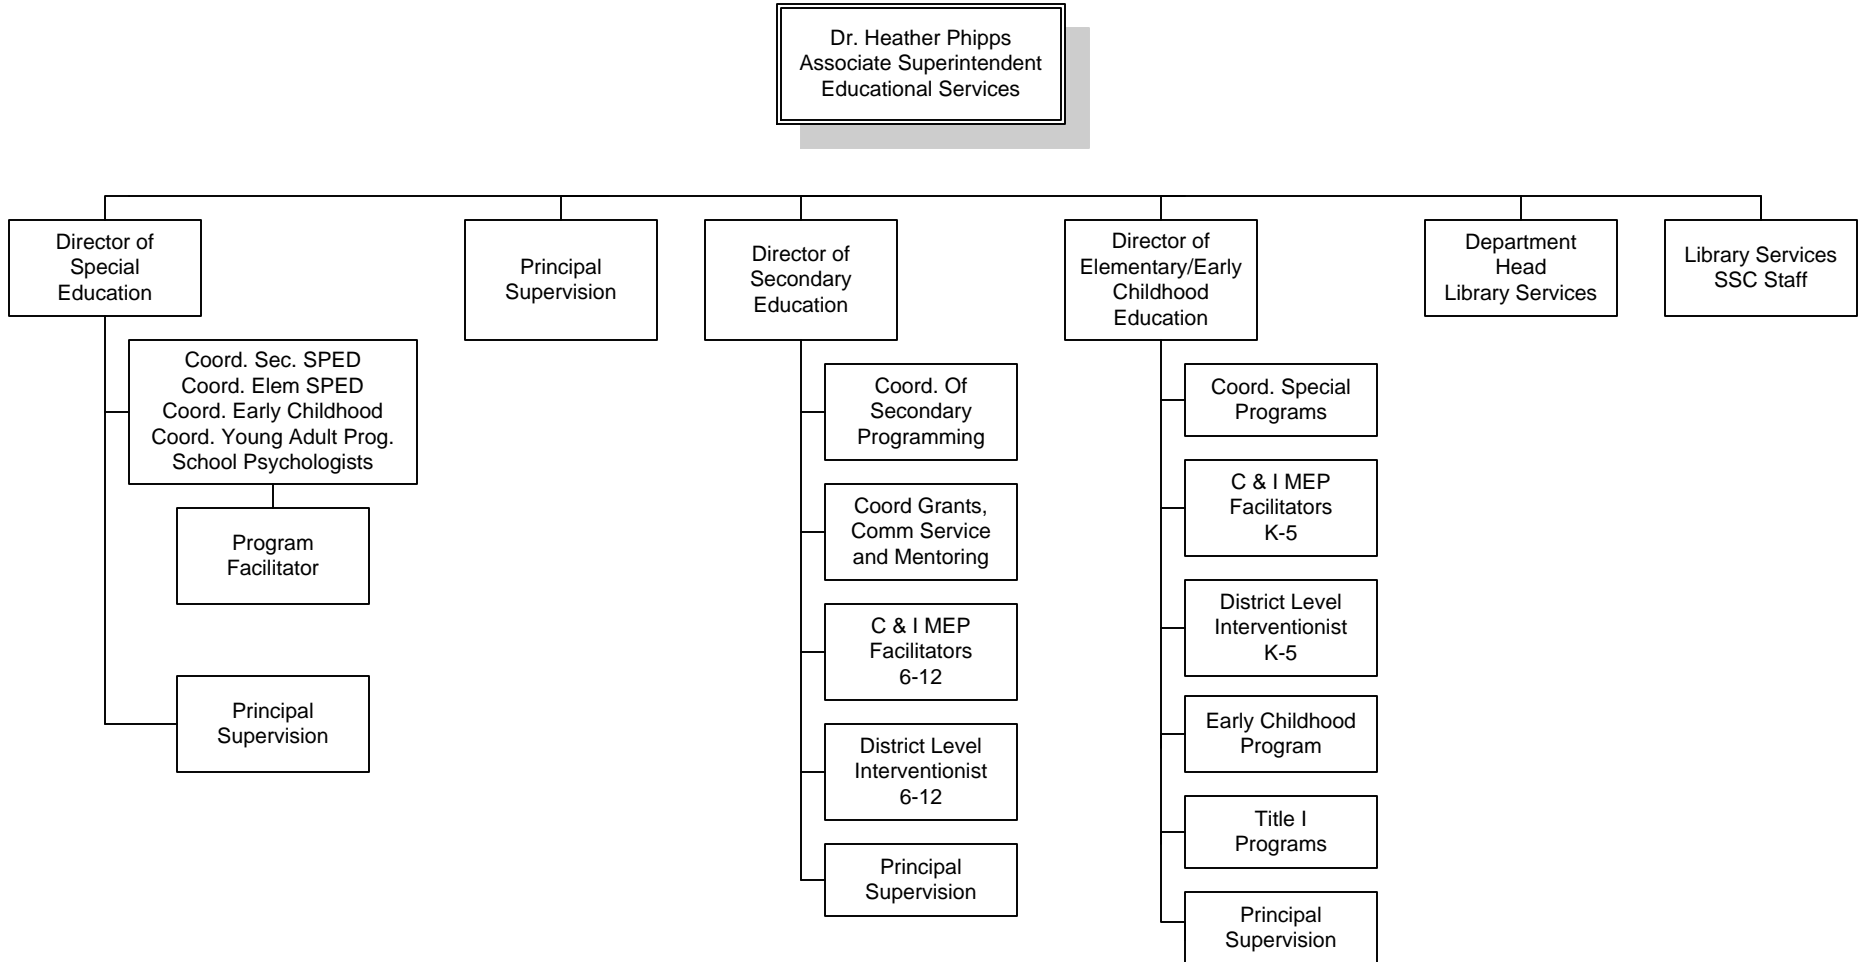 Dr. Heather Phipps
Associate Superintendent
Educational Services
Director of
Special
Education
Principal
Supervision
Director of
Secondary
Education
Director of
Elementary/Early
Childhood
Education
Department
Head
Library Services
Library Services
SSC Staff
Coord. Sec. SPED
Coord. Elem SPED
Coord. Early Childhood
Coord. Young Adult Prog.
School Psychologists
Program
Facilitator
Principal
Supervision
Coord. Of
Secondary
Programming
Coord Grants,
Comm Service
and Mentoring
C & I MEP
Facilitators
6-12
District Level
Interventionist
6-12
Principal
Supervision
Coord. Special
Programs
C & I MEP
Facilitators
K-5
District Level
Interventionist
K-5
Early Childhood
Program
Title I
Programs
Principal
Supervision